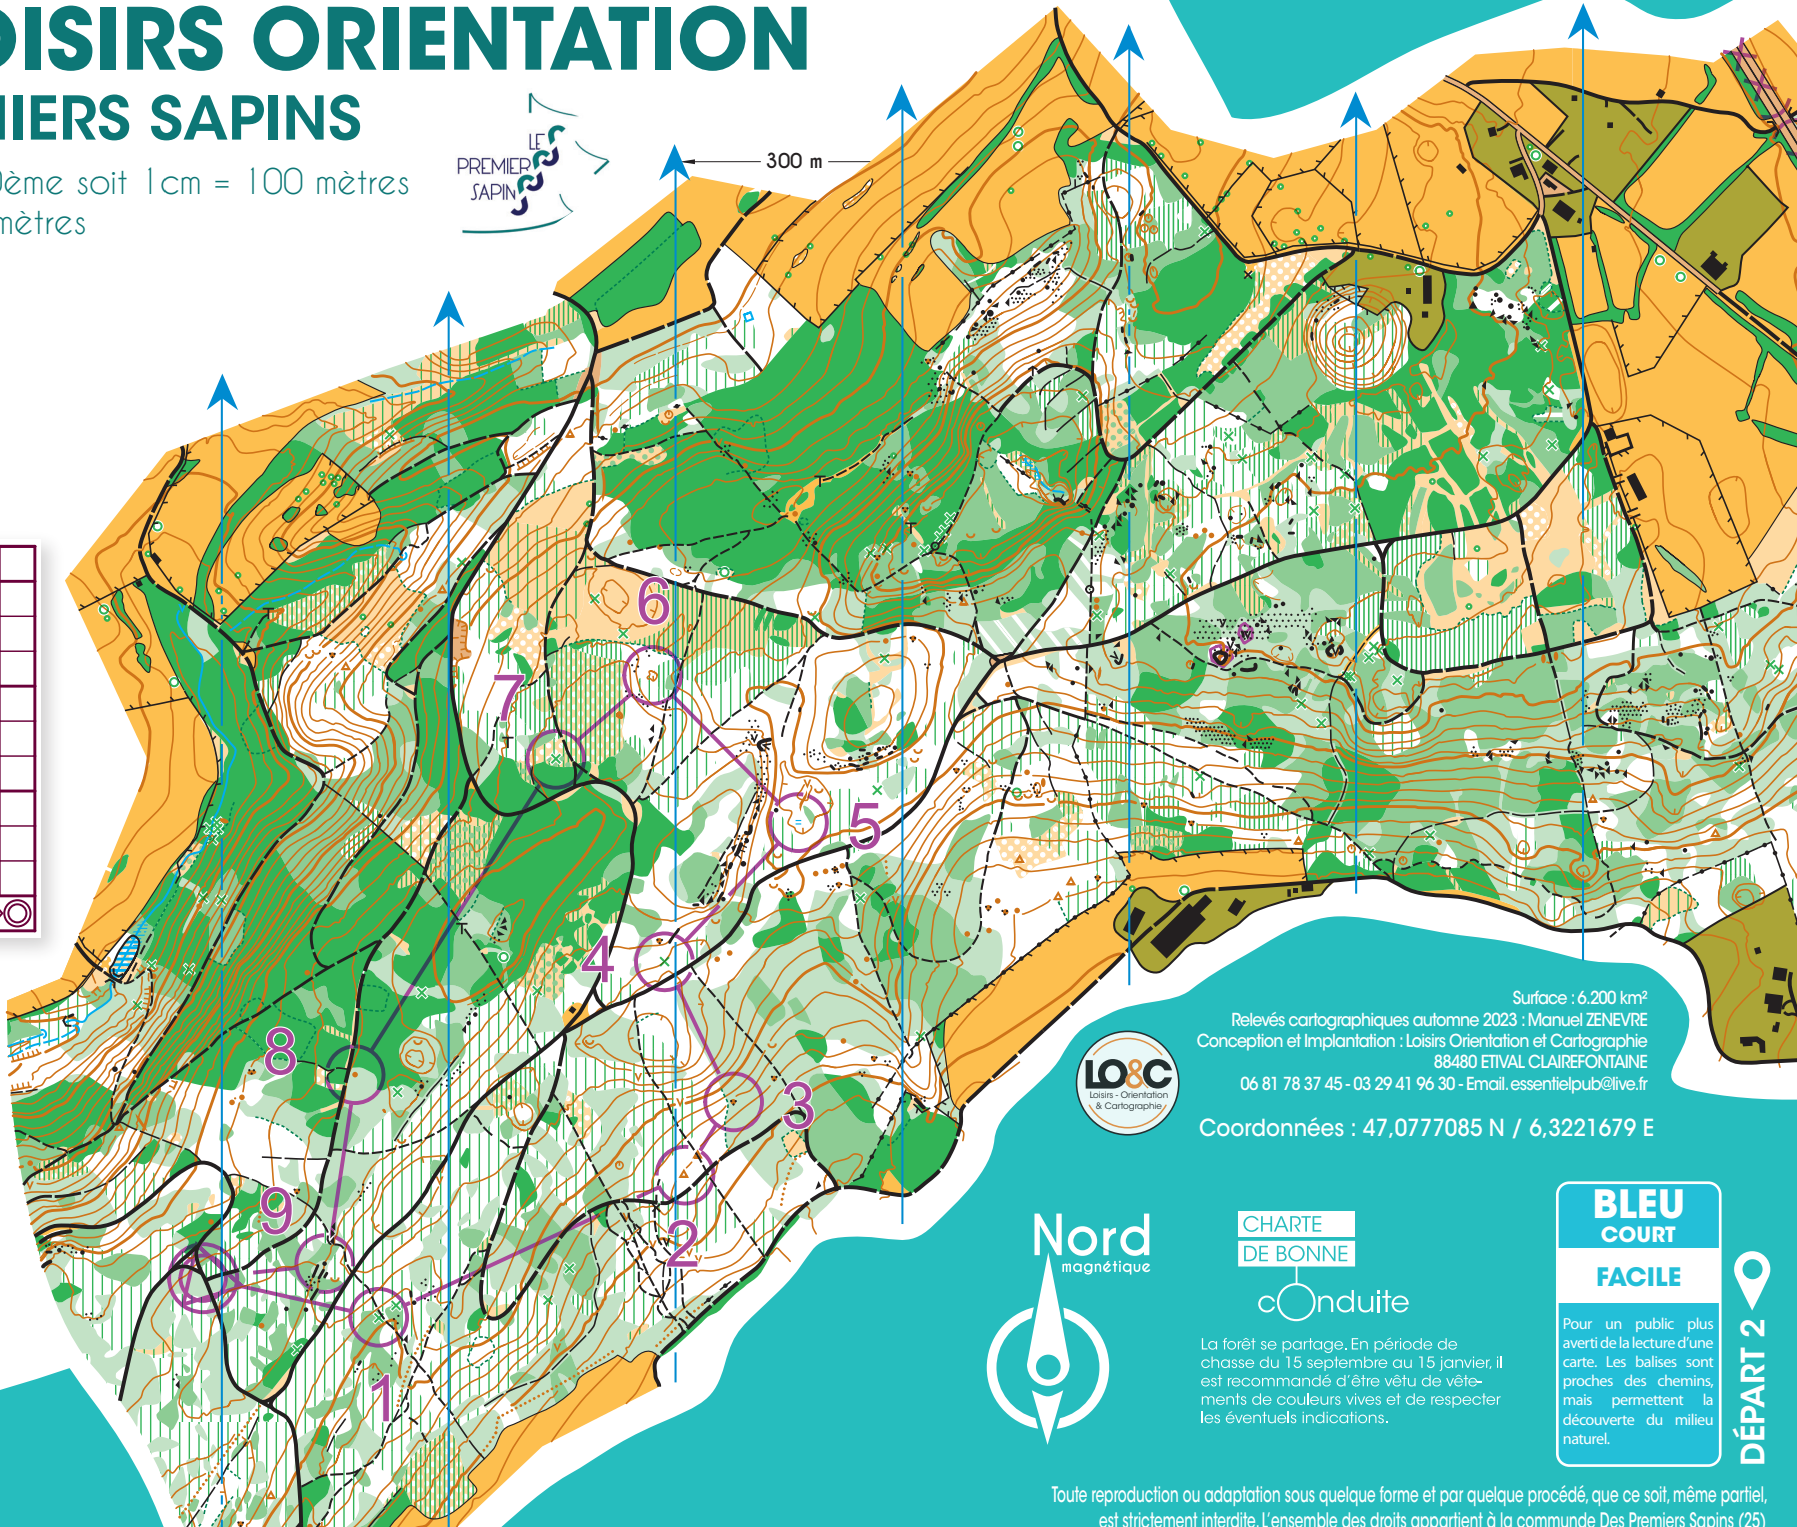 OISIRS ORIENTATION
IERS SAPINS
ème soit 1cm = 100 mètres
mètres
LE
PREMIER
SAPIN
300 m
6
7
5
4
8
3
9
2
1
Surface : 6.200 km²
Relevés cartographiques automne 2023 : Manuel ZENEVRE
Conception et Implantation : Loisirs Orientation et Cartographie
88480 ETIVAL CLAIREFONTAINE
06 81 78 37 45 - 03 29 41 96 30 - Email. essentielpub@live.fr
LO&C
Loisirs - Orientation
& Cartographie
Coordonnées : 47,0777085 N / 6,3221679 E
Nord
magnétique
CHARTE
DE BONNE
conduite
La forêt se partage. En période de
chasse du 15 septembre au 15 janvier, il
est recommandé d'être vêtu de vête-
ments de couleurs vives et de respecter
les éventuels indications.
BLEU
COURT
FACILE
Pour un public plus
averti de la lecture d'une
carte. Les balises sont
proches des chemins,
mais permettent la
découverte du milieu
naturel.
DÉPART 2
Toute reproduction ou adaptation sous quelque forme et par quelque procédé, que ce soit, même partiel,
est strictement interdite. L'ensemble des droits appartient à la communde Des Premiers Sapins (25)